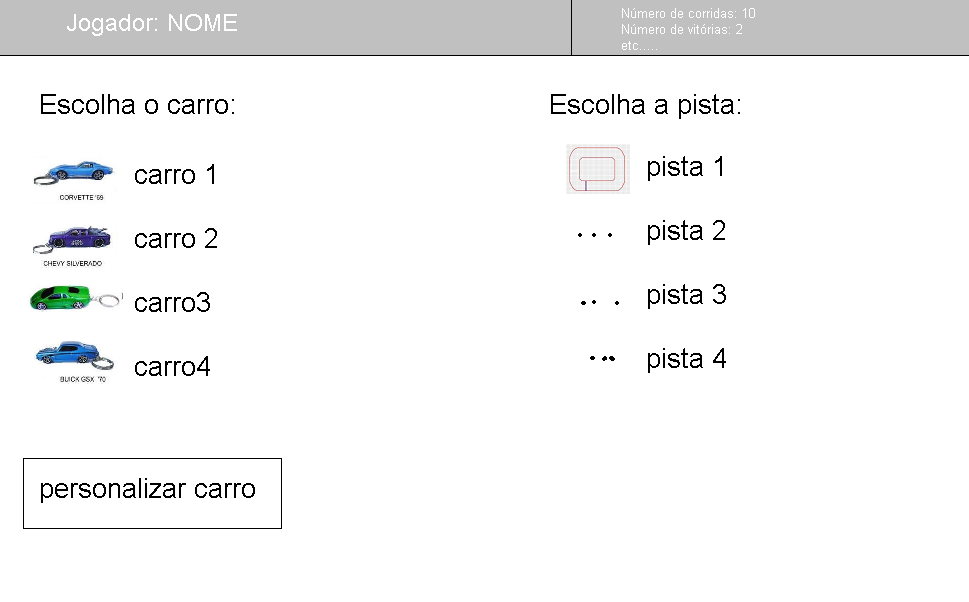 Jogador: NOME
Número de corridas: 10
Número de vitórias: 2
etc.....
Escolha o carro:
CORVETTE '69
carro 1
CHEVY SILVERADO
carro 2
carro3
BUICK GSX '70
carro4
personalizar carro
Escolha a pista:
pista 1
pista 2
pista 3
pista 4